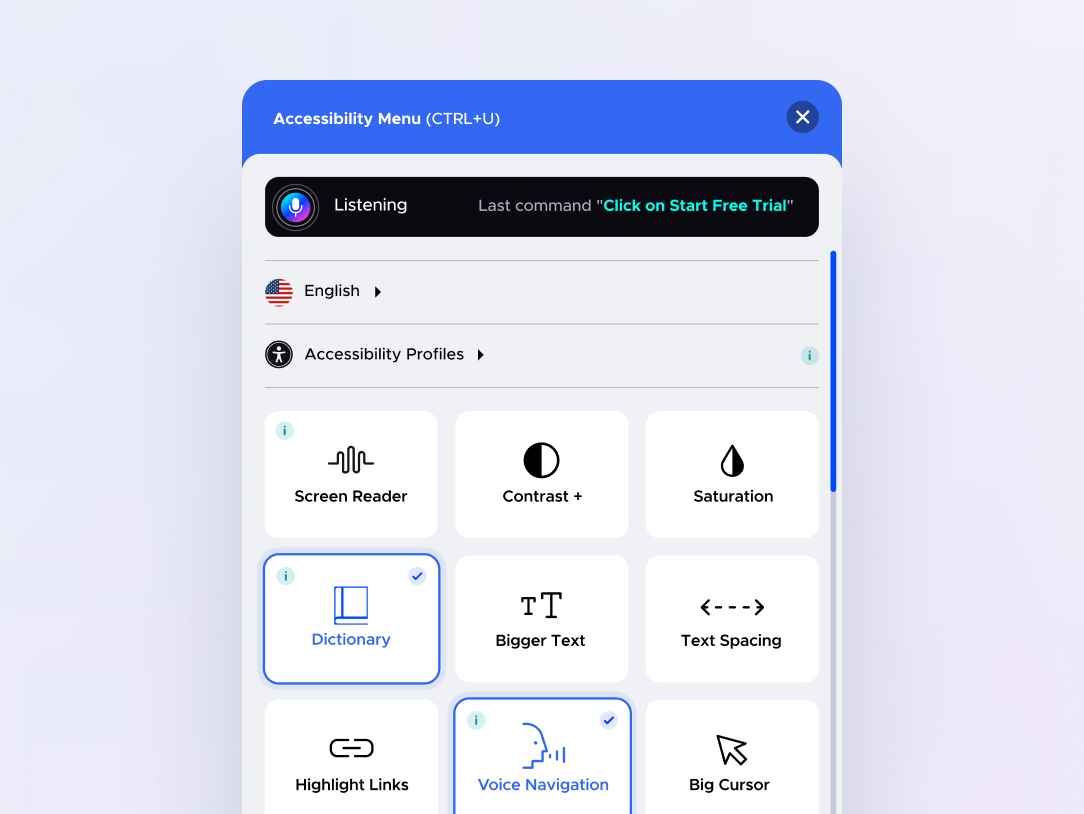 Accessibility Menu (CTRL+U)
Listening Last command "Click on Start Free Trial"
English
Accessibility Profiles i
i
Screen Reader Contrast + Saturation
i
Dictionary Bigger Text Text Spacing
i
Highlight Links Voice Navigation Big Cursor